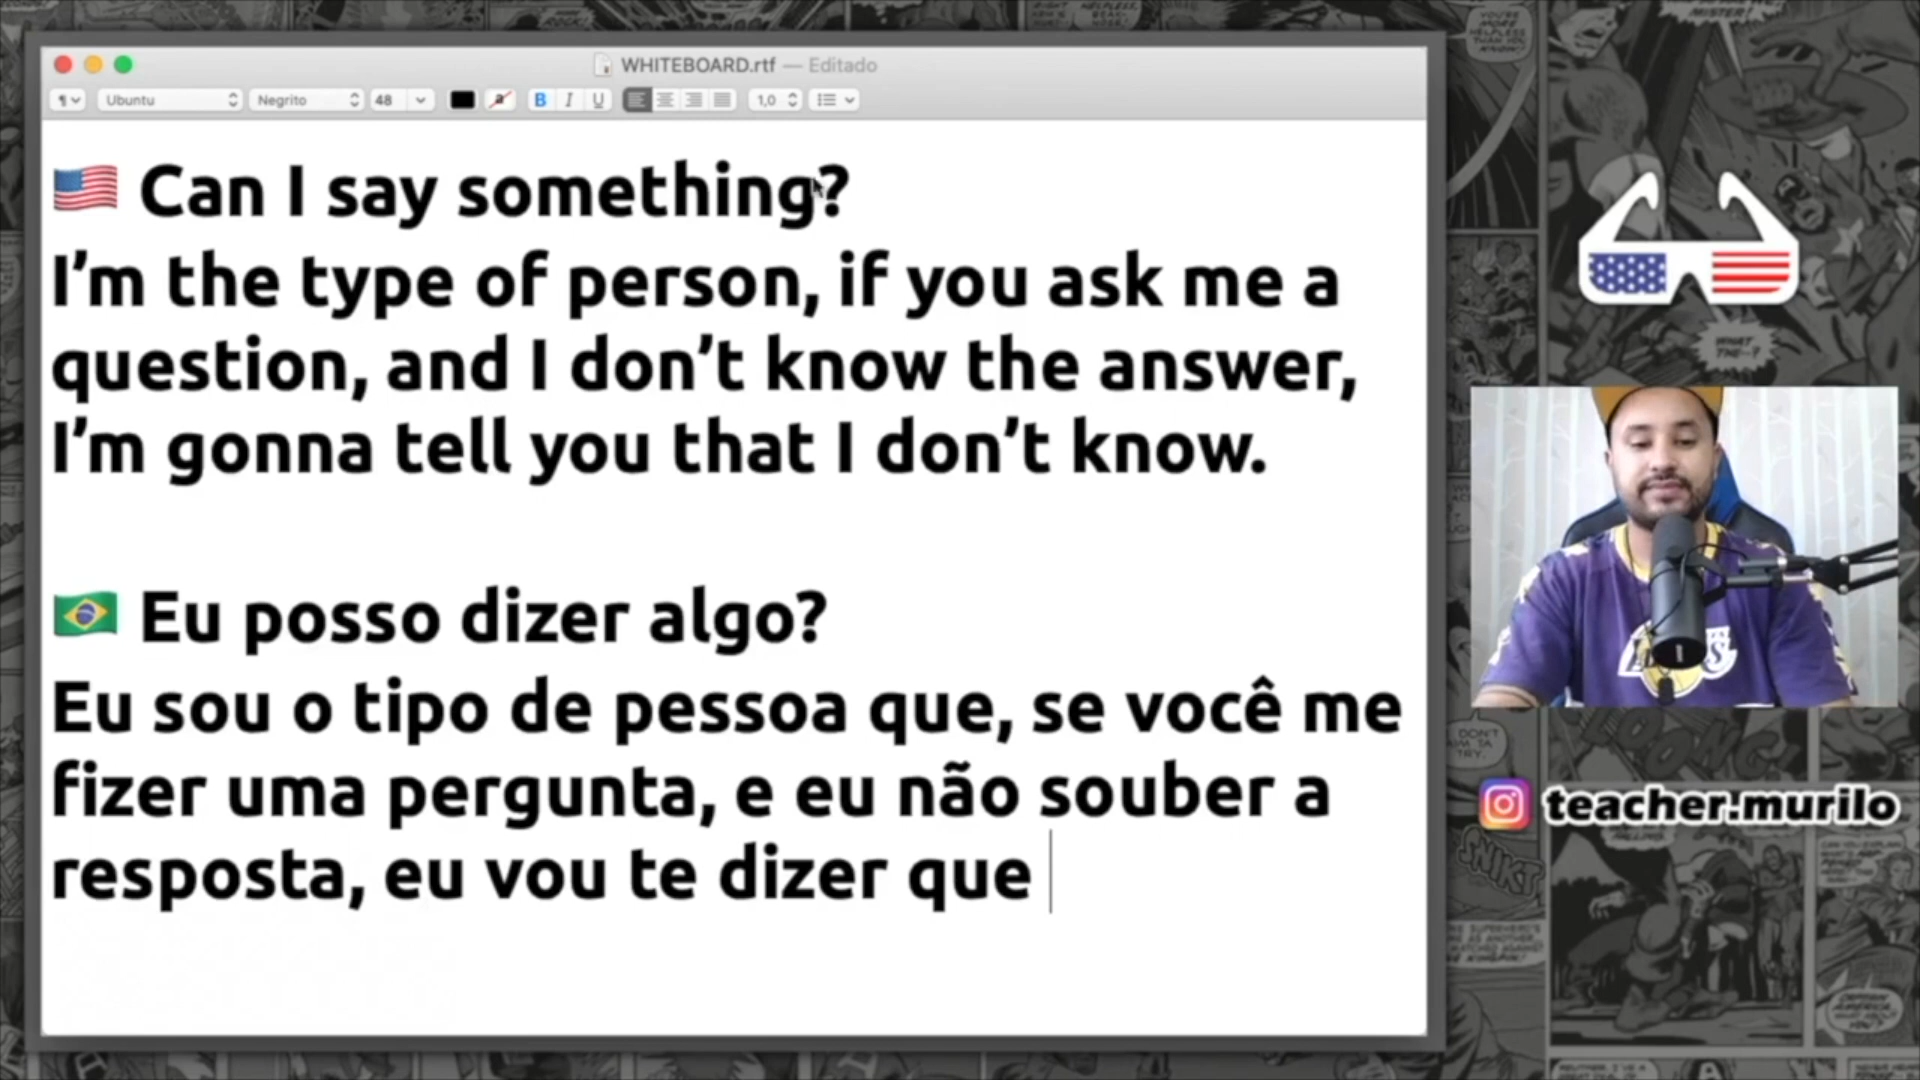 WHITEBOARD.rtf — Editado
Ubuntu Negrito 48 B I U 1,0
Can I say something?
I’m the type of person, if you ask me a
question, and I don’t know the answer,
I’m gonna tell you that I don’t know.
Eu posso dizer algo?
Eu sou o tipo de pessoa que, se você me
fizer uma pergunta, e eu não souber a
resposta, eu vou te dizer que
WHAT
THE--?
teacher.murilo